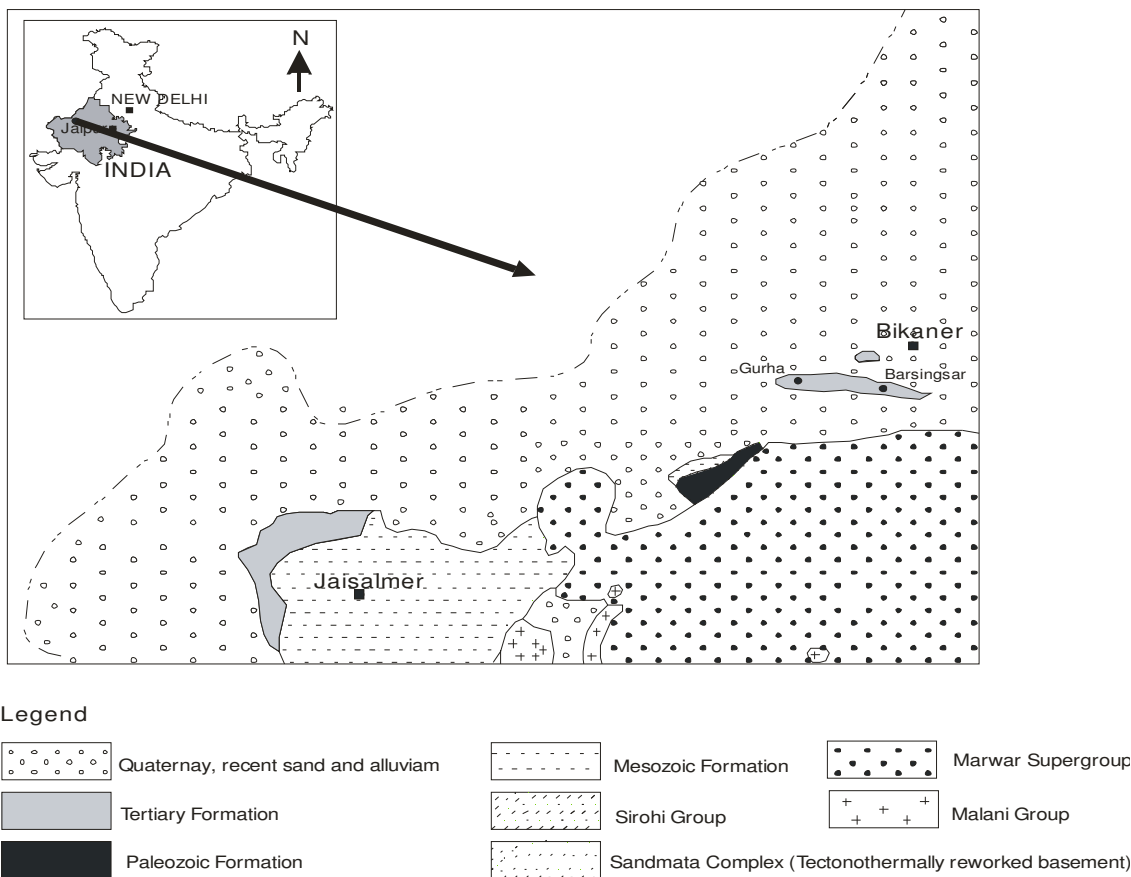 N
NEW DELHI
Jaipur
INDIA
Bikaner
Gurha
Barsingsar
Jaisalmer
Legend
Quaternay, recent sand and alluviam
Mesozoic Formation
Marwar Supergroup
Tertiary Formation
Sirohi Group
Malani Group
Paleozoic Formation
Sandmata Complex (Tectonothermally reworked basement)